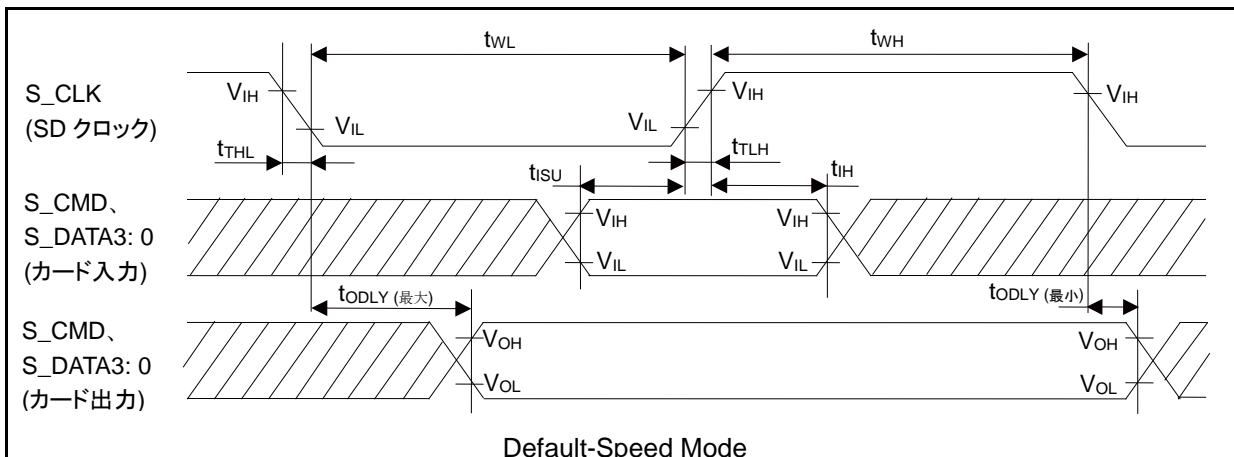 tWL
tWH
S_CLK
(SD クロック)
VIH
VIL
VIL
VIH
VIH
tTHL
tTLH
tISU
tIH
S_CMD、
S_DATA3: 0
(カード入力)
VIH
VIL
VIH
VIL
tODLY (最大)
tODLY (最小)
S_CMD、
S_DATA3: 0
(カード出力)
VOH
VOL
VOH
VOL
Default-Speed Mode